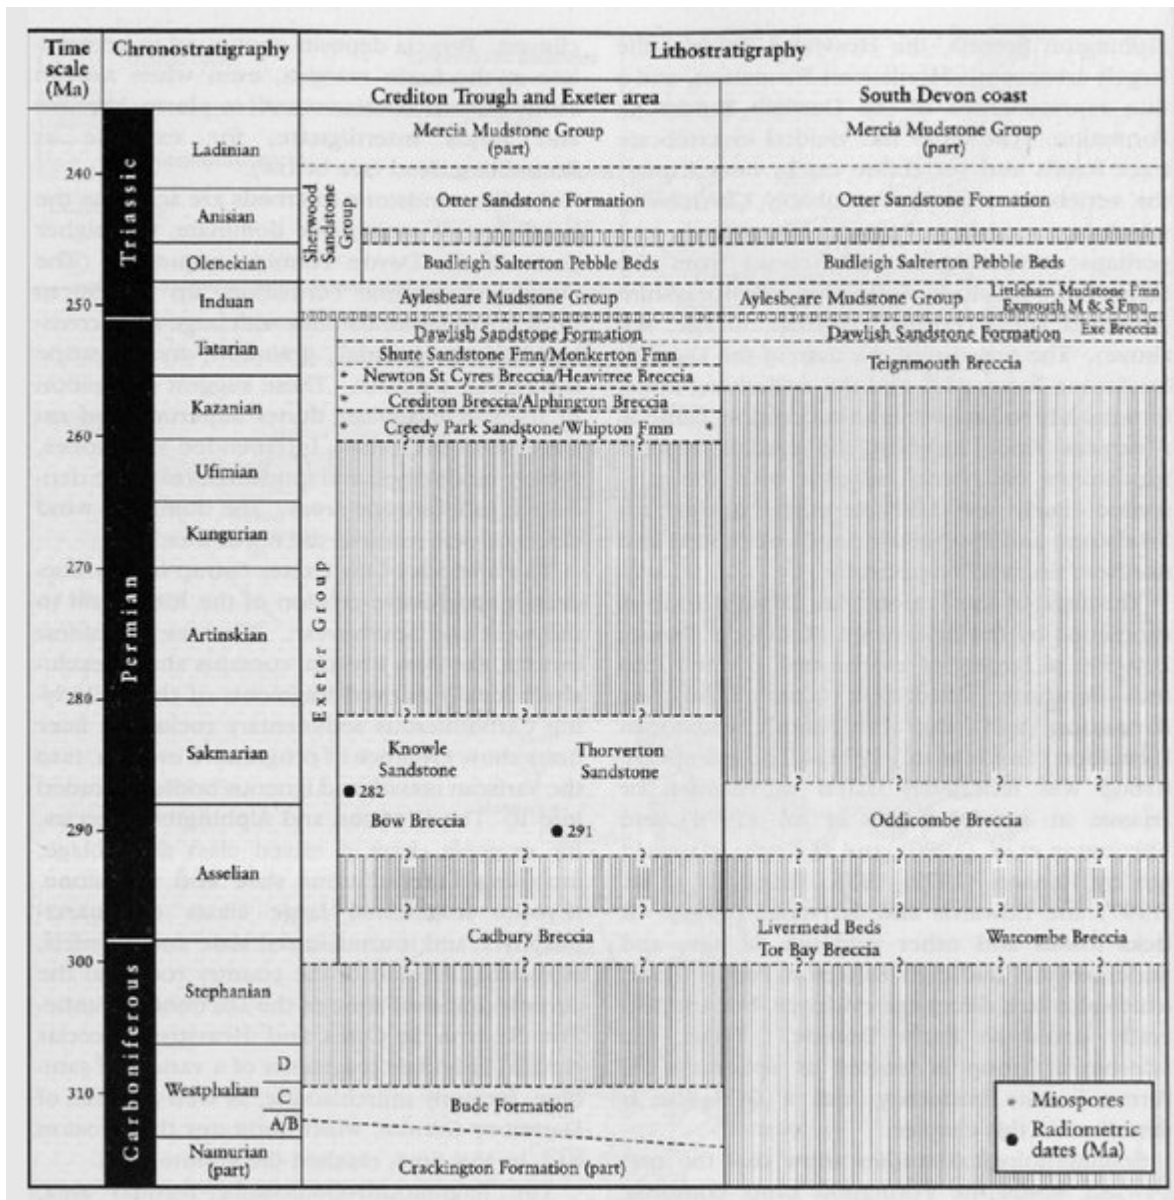 Time
scale
(Ma)
Chronostratigraphy
Lithostratigraphy
Crediton Trough and Exeter area
South Devon coast
Triassic
Permian
Carboniferous
240
250
260
270
280
290
300
310
Ladinian
Anisian
Olenekian
Induan
Tatarian
Kazanian
Ufimian
Kungurian
Artinskian
Sakmarian
Asselian
Stephanian
D
Westphalian
C
A/B
Namurian
(part)
Sherwood
Sandstone
Group
Exeter Group
Mercia Mudstone Group
(part)
Otter Sandstone Formation
Budleigh Salterton Pebble Beds
Aylesbeare Mudstone Group
Dawlish Sandstone Formation
Shute Sandstone Fmn/Monkerton Fmn
* Newton St Cyres Breccia/Heavitree Breccia
* Crediton Breccia/Alphington Breccia
* Creedy Park Sandstone/Whipton Fmn *
? ? ?
? ? ?
Knowle
Sandstone
Thorverton
Sandstone
282
Bow Breccia
291
? ? ?
? ? ?
Cadbury Breccia
? ? ?
Bude Formation
Crackington Formation (part)
Mercia Mudstone Group
(part)
Otter Sandstone Formation
Budleigh Salterton Pebble Beds
Aylesbeare Mudstone Group
Littleham Mudstone Fmn
Exmouth M & S Fmn
Dawlish Sandstone Formation
Exe Breccia
Teignmouth Breccia
? ? ? ?
Oddicombe Breccia
? ? ? ?
? ? ? ?
Livermead Beds
Tor Bay Breccia
Watcombe Breccia
? ? ? ?
* Miospores
Radiometric
dates (Ma)